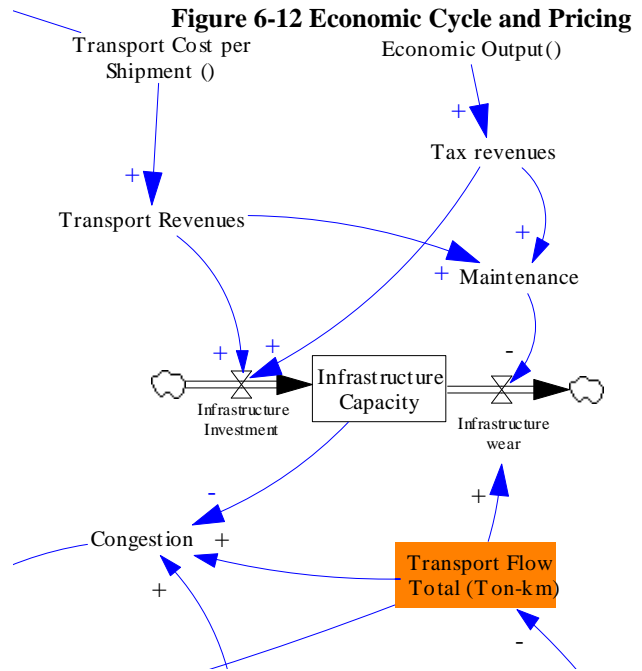 Figure 6-12 Economic Cycle and Pricing
Transport Cost per
Shipment ()
Economic Output()
+
+
Tax revenues
+
Transport Revenues
+
+
Maintenance
+
+
-
Infrastructure
Capacity
Infrastructure
Investment
Infrastructure
wear
-
+
Congestion
+
Transport Flow
Total (Ton-km)
+
-